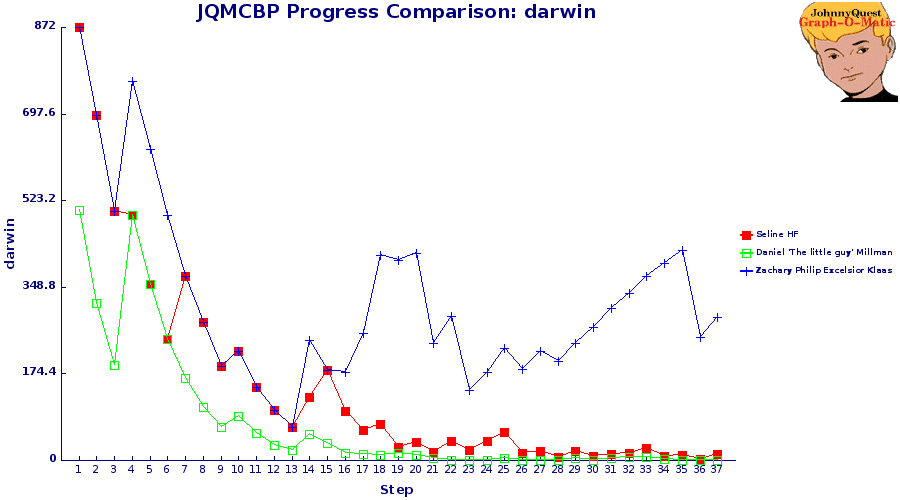 JQMCBP Progress Comparison: darwin
JohnnyQuest
Graph-O-Matic
872
697.6
523.2
348.8
174.4
0
darwin
1 2 3 4 5 6 7 8 9 10 11 12 13 14 15 16 17 18 19 20 21 22 23 24 25 26 27 28 29 30 31 32 33 34 35 36 37
Step
Seline HF
Daniel 'The little guy' Millman
Zachary Philip Excelsior Klaas